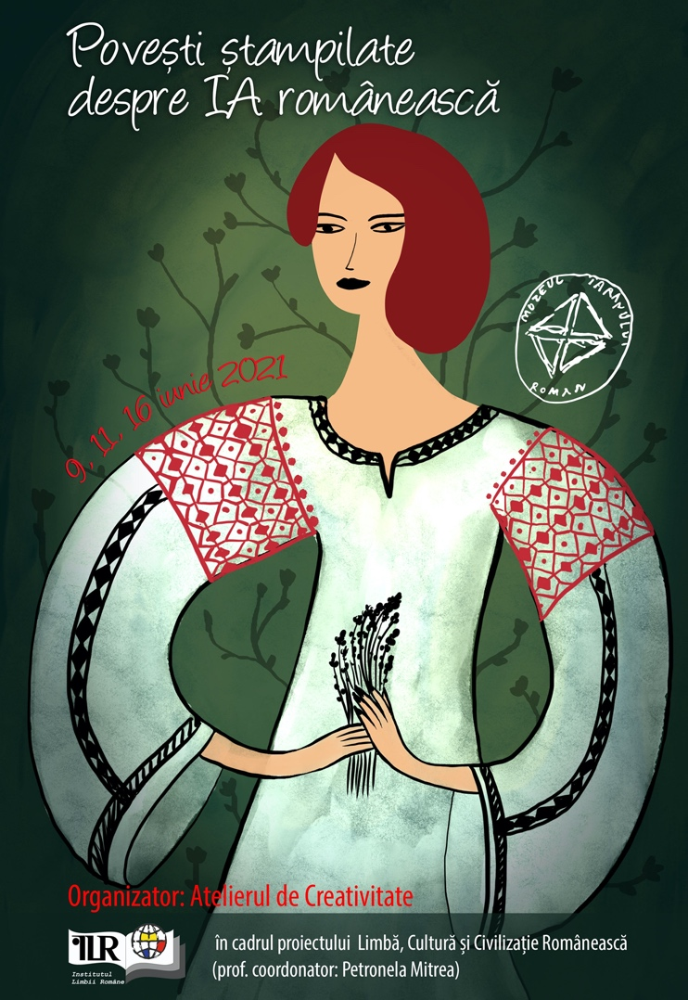 Povești ștampilate
despre IA românească
MUZEUL ȚĂRANULUI
ROMÂN
9, 11, 16 iunie 2021
Organizator: Atelierul de Creativitate
în cadrul proiectului Limbă, Cultură și Civilizație Românească
(prof. coordonator: Petronela Mitrea)
ILR
Institutul
Limbii Române